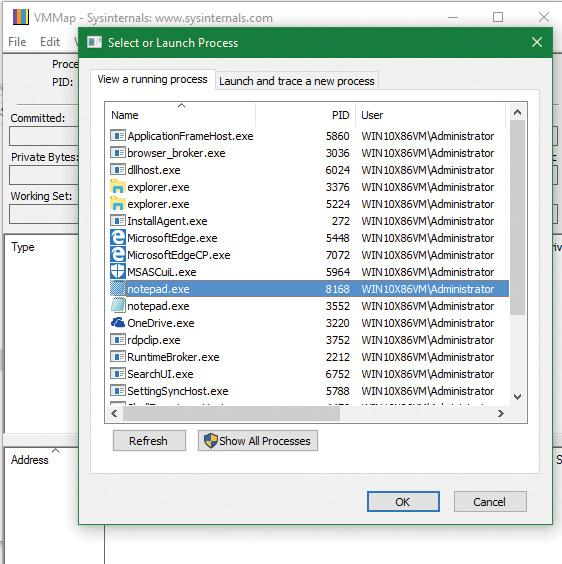 VMMap - Sysinternals: www.sysinternals.com
File Edit
Select or Launch Process
View a running process Launch and trace a new process
PID:
Committed:
Private Bytes:
Working Set:
Type
Address
Name PID User
ApplicationFrameHost.exe 5860 WIN10X86VM\Administrator
browser_broker.exe 3036 WIN10X86VM\Administrator
dllhost.exe 6024 WIN10X86VM\Administrator
explorer.exe 3376 WIN10X86VM\Administrator
explorer.exe 5224 WIN10X86VM\Administrator
InstallAgent.exe 272 WIN10X86VM\Administrator
MicrosoftEdge.exe 5448 WIN10X86VM\Administrator
MicrosoftEdgeCP.exe 7072 WIN10X86VM\Administrator
MSASCuiL.exe 5964 WIN10X86VM\Administrator
notepad.exe 8168 WIN10X86VM\Administrator
notepad.exe 3552 WIN10X86VM\Administrator
OneDrive.exe 3220 WIN10X86VM\Administrator
rdpclip.exe 3752 WIN10X86VM\Administrator
RuntimeBroker.exe 2212 WIN10X86VM\Administrator
SearchUI.exe 6752 WIN10X86VM\Administrator
SettingSyncHost.exe 5788 WIN10X86VM\Administrator
Refresh Show All Processes
OK Cancel